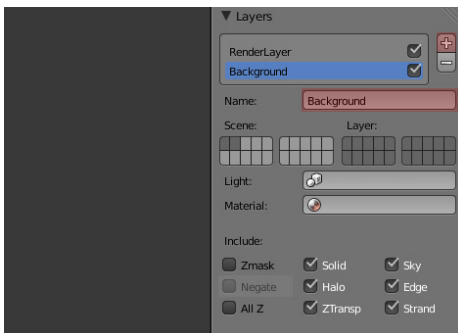 Layers
RenderLayer
Background
Name: Background
Scene: Layer:
Light:
Material:
Include:
Zmask Solid Sky
Negate Halo Edge
All Z ZTransp Strand